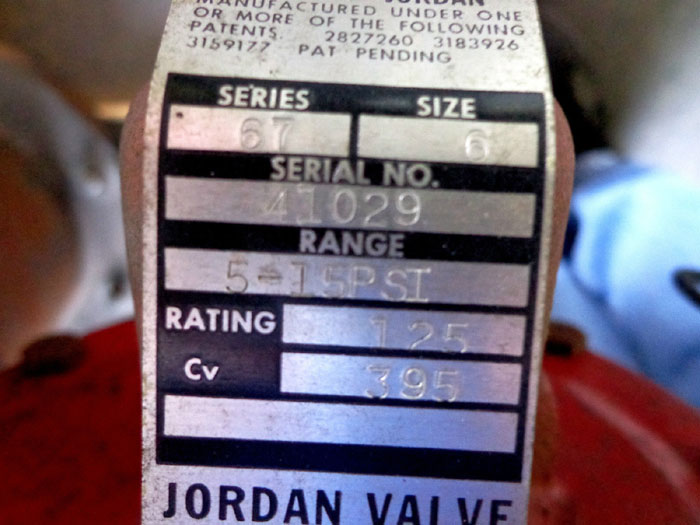 JORDAN
MANUFACTURED UNDER ONE
OR MORE OF THE FOLLOWING
PATENTS. 2827260 3183926
3159177 PAT PENDING
SERIES SIZE
67 6
SERIAL NO.
41029
RANGE
5-15PSI
RATING 125
Cv 395
JORDAN VALVE